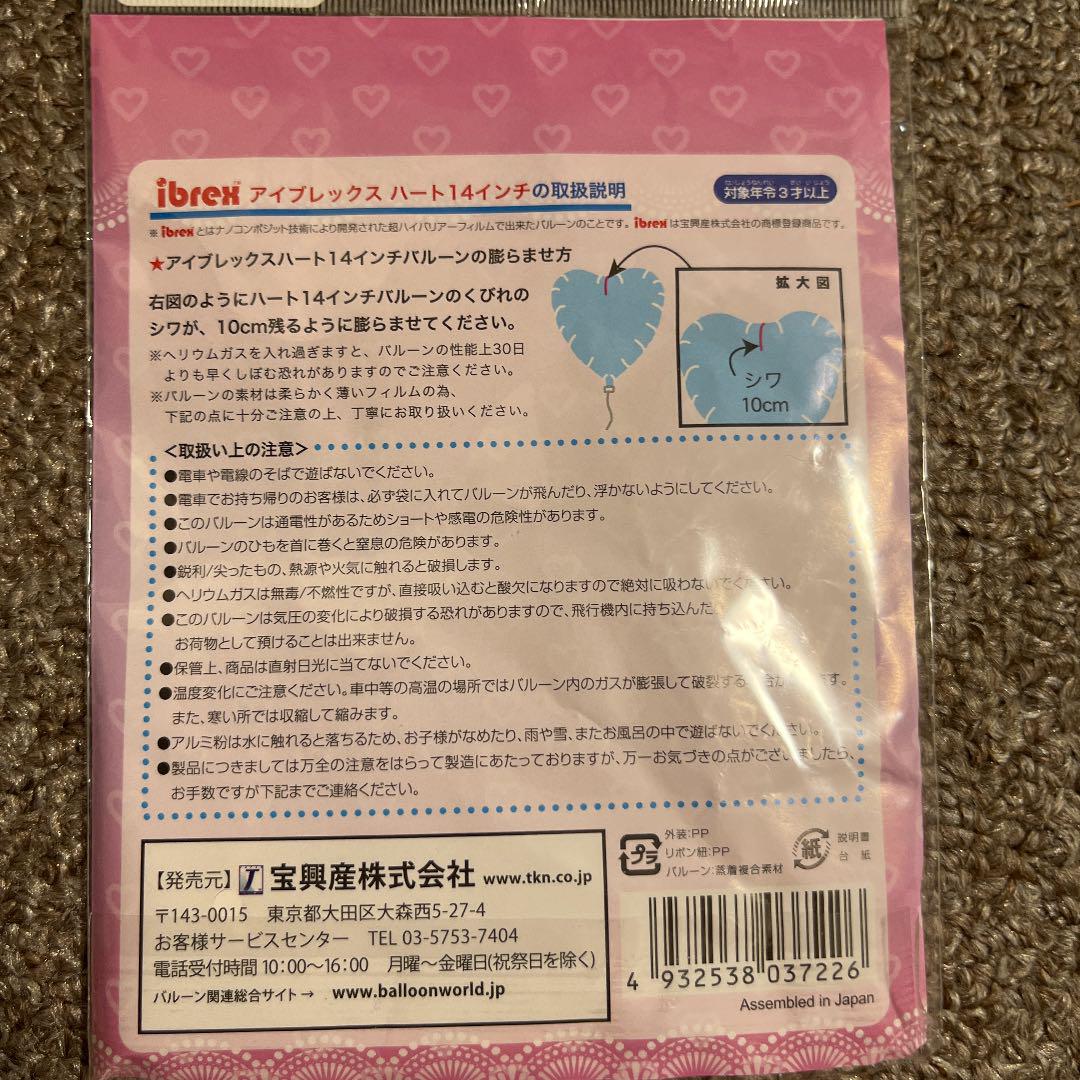 ibrex™ アイブレックス ハート14インチの取扱説明
たいしょうねんれい さい い じょう
対象年令3才以上
※ibrexとはナノコンポジット技術により開発された超ハイバリアーフィルムで出来たバルーンのことです。ibrexは宝興産株式会社の商標登録商品です。
★アイブレックスハート14インチバルーンの膨らませ方
右図のようにハート14インチバルーンのくびれの
シワが、10cm残るように膨らませてください。
※ヘリウムガスを入れ過ぎますと、バルーンの性能上30日
よりも早くしぼむ恐れがありますのでご注意ください。
※バルーンの素材は柔らかく薄いフィルムの為、
下記の点に十分ご注意の上、丁寧にお取り扱いください。
拡大図
シワ
10cm
<取扱い上の注意>
●電車や電線のそばで遊ばないでください。
●電車でお持ち帰りのお客様は、必ず袋に入れてバルーンが飛んだり、浮かないようにしてください。
●このバルーンは通電性があるためショートや感電の危険性があります。
●バルーンのひもを首に巻くと窒息の危険があります。
●鋭利/尖ったもの、熱源や火気に触れると破損します。
●ヘリウムガスは無毒/不燃性ですが、直接吸い込むと酸欠になりますので絶対に吸わないでください。
●このバルーンは気圧の変化により破損する恐れがありますので、飛行機内に持ち込んだ
お荷物として預けることは出来ません。
●保管上、商品は直射日光に当てないでください。
●温度変化にご注意ください。車中等の高温の場所ではバルーン内のガスが膨張して破裂する場合があります。
また、寒い所では収縮して縮みます。
●アルミ粉は水に触れると落ちるため、お子様がなめたり、雨や雪、またお風呂の中で遊ばないでください。
●製品につきましては万全の注意をはらって製造にあたっておりますが、万一お気づきの点がございましたら、
お手数ですが下記までご連絡ください。
【発売元】 宝興産株式会社 www.tkn.co.jp
〒143-0015 東京都大田区大森西5-27-4
お客様サービスセンター TEL 03-5753-7404
電話受付時間 10:00〜16:00 月曜〜金曜日(祝祭日を除く)
バルーン関連総合サイト→ www.balloonworld.jp
プラ
外装:PP
リボン紐:PP
バルーン:蒸着複合素材
紙
説明書
台紙
4 932538 037226
Assembled in Japan